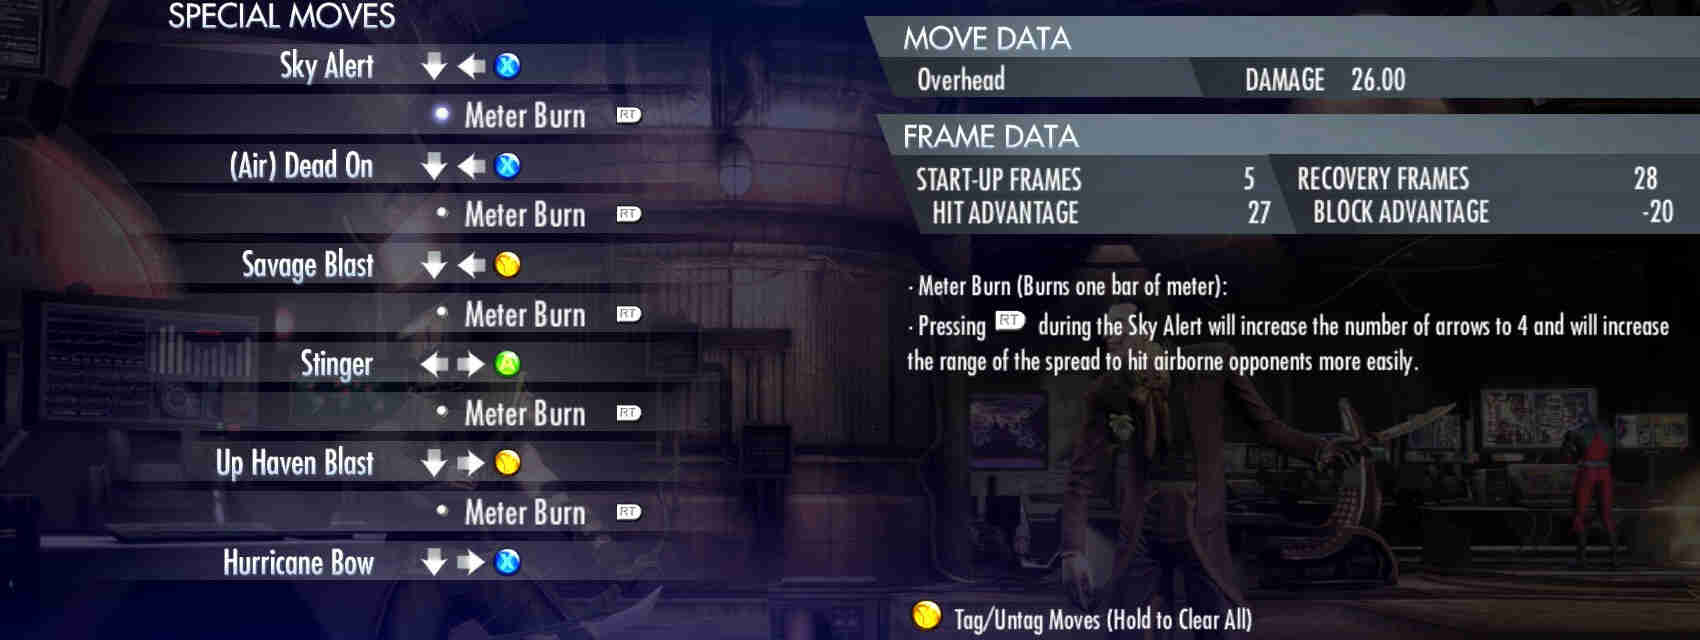 SPECIAL MOVES
Sky Alert X
Meter Burn RT
(Air) Dead On X
Meter Burn RT
Savage Blast Y
Meter Burn RT
Stinger A
Meter Burn RT
Up Haven Blast Y
Meter Burn RT
Hurricane Bow X
MOVE DATA
Overhead DAMAGE 26.00
FRAME DATA
START-UP FRAMES 5 RECOVERY FRAMES 28
HIT ADVANTAGE 27 BLOCK ADVANTAGE -20
· Meter Burn (Burns one bar of meter):
· Pressing RT during the Sky Alert will increase the number of arrows to 4 and will increase
the range of the spread to hit airborne opponents more easily.
Y Tag/Untag Moves (Hold to Clear All)